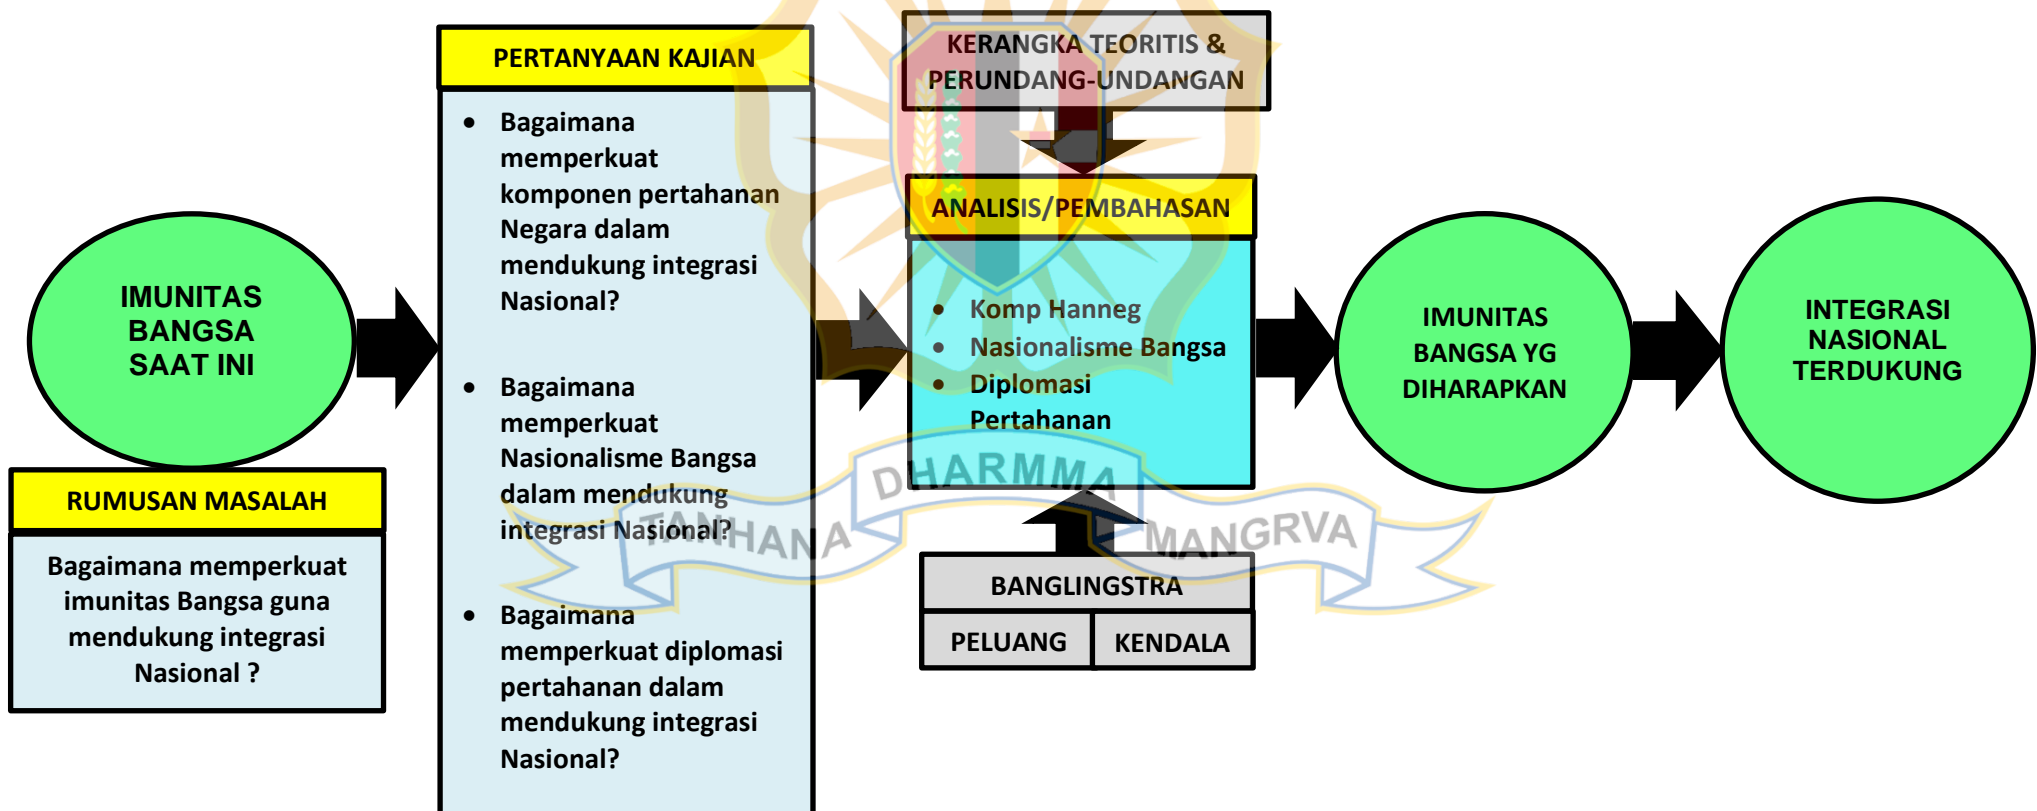 IMUNITAS
BANGSA
SAAT INI
RUMUSAN MASALAH
Bagaimana memperkuat
imunitas Bangsa guna
mendukung integrasi
Nasional ?
PERTANYAAN KAJIAN
• Bagaimana
memperkuat
komponen pertahanan
Negara dalam
mendukung integrasi
Nasional?
• Bagaimana
memperkuat
Nasionalisme Bangsa
dalam mendukung
integrasi Nasional?
• Bagaimana
memperkuat diplomasi
pertahanan dalam
mendukung integrasi
Nasional?
KERANGKA TEORITIS &
PERUNDANG-UNDANGAN
ANALISIS/PEMBAHASAN
• Komp Hanneg
• Nasionalisme Bangsa
• Diplomasi
Pertahanan
BANGLINGSTRA
PELUANG
KENDALA
IMUNITAS
BANGSA YG
DIHARAPKAN
INTEGRASI
NASIONAL
TERDUKUNG
TANHANA DHARMMA MANGRVA